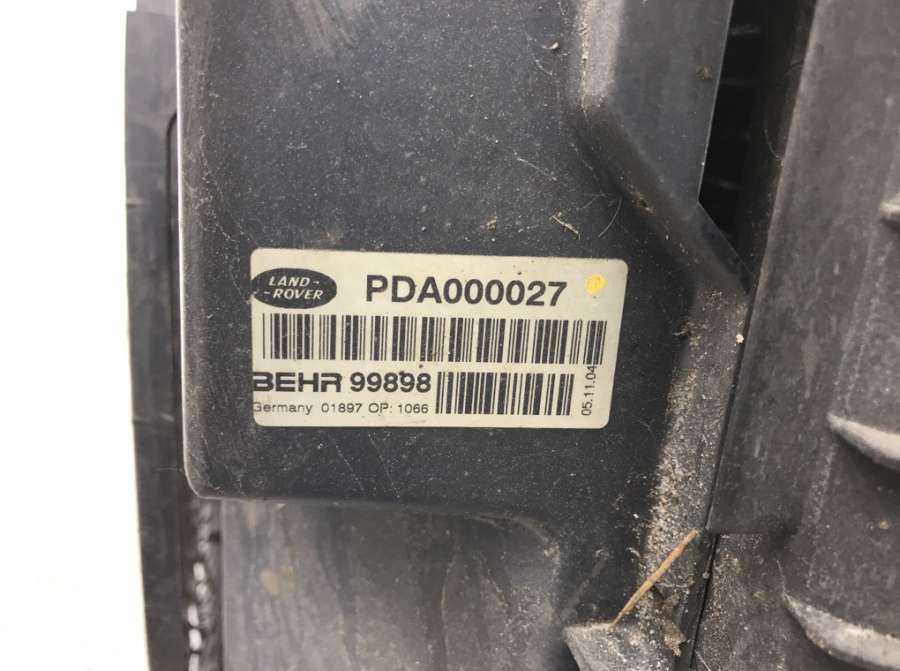 LAND-
-ROVER
PDA000027
BEHR 99898
Germany 01897 OP: 1066
05.11.04